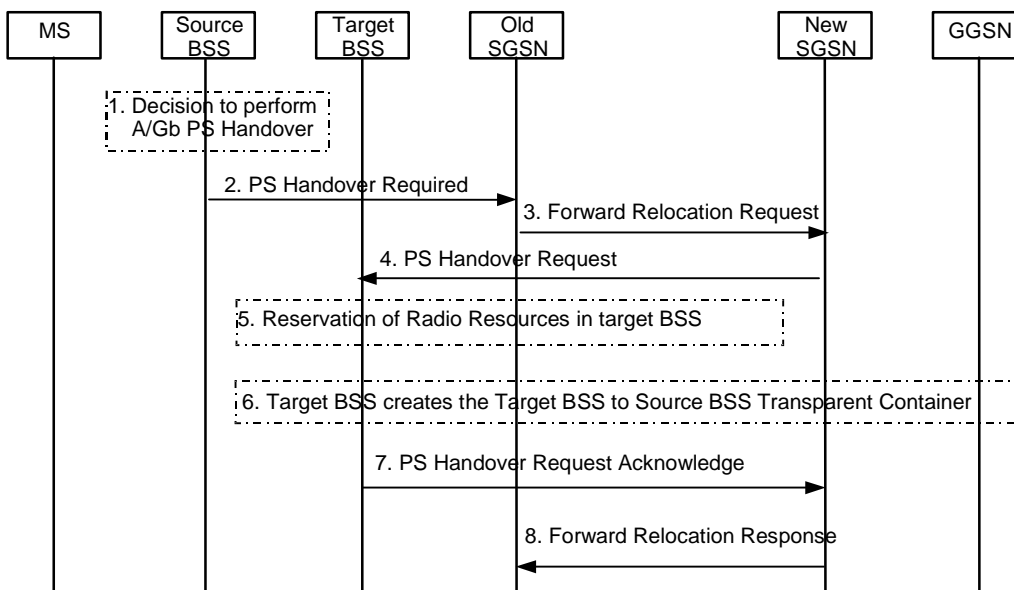 MS
Source
BSS
Target
BSS
Old
SGSN
New
SGSN
GGSN
1. Decision to perform
A/Gb PS Handover
2. PS Handover Required
3. Forward Relocation Request
4. PS Handover Request
5. Reservation of Radio Resources in target BSS
6. Target BSS creates the Target BSS to Source BSS Transparent Container
7. PS Handover Request Acknowledge
8. Forward Relocation Response